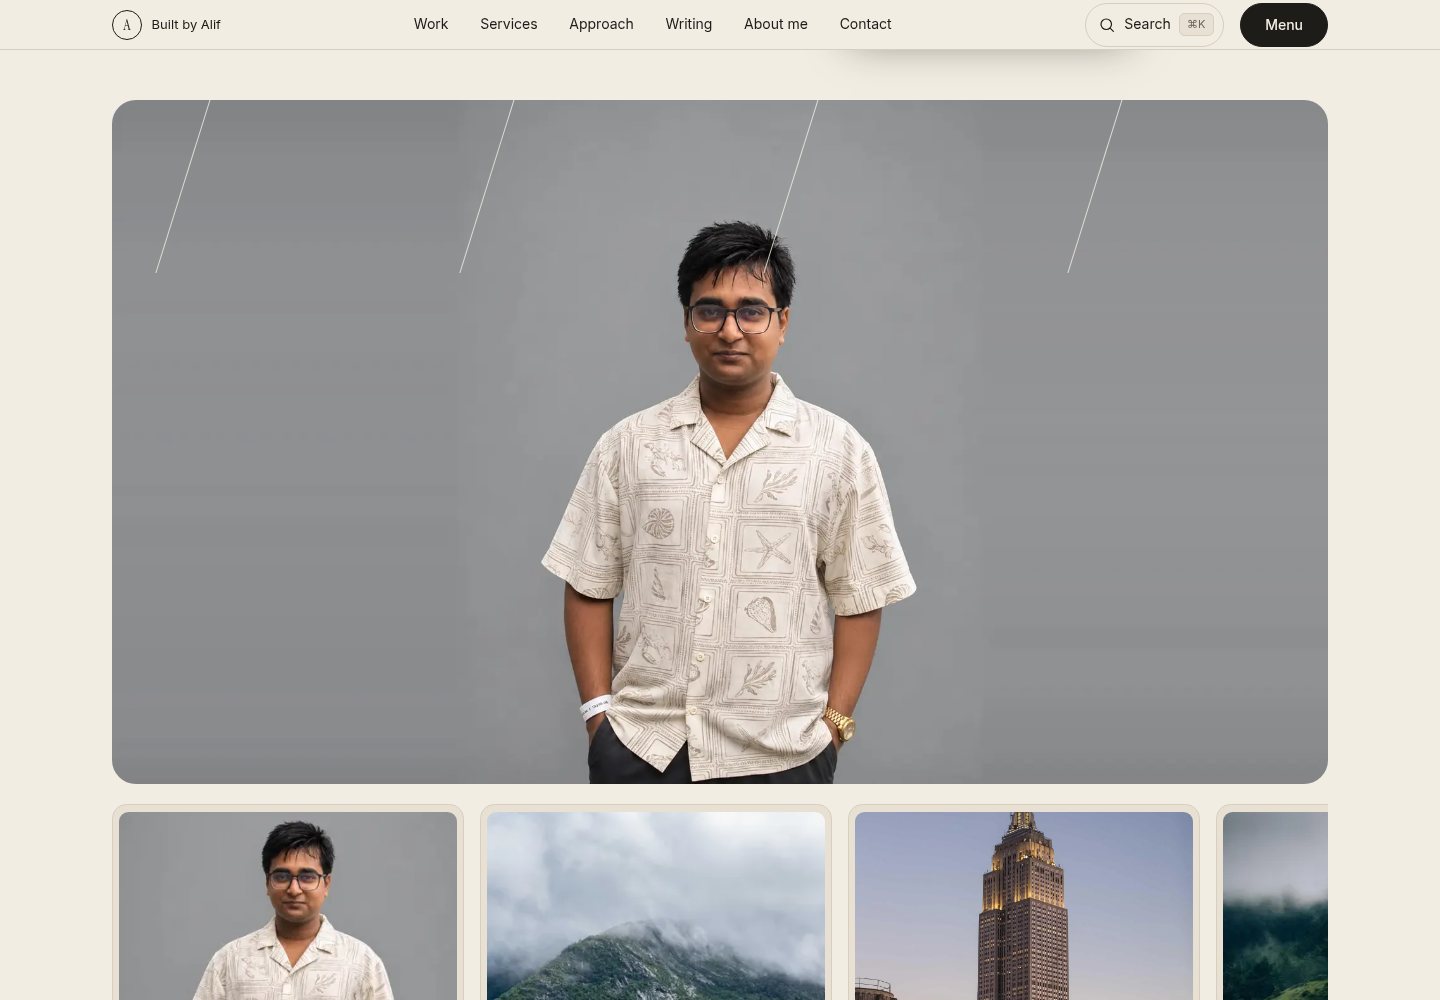 A Built by Alif
Work Services Approach Writing About me Contact
Search ⌘K
Menu